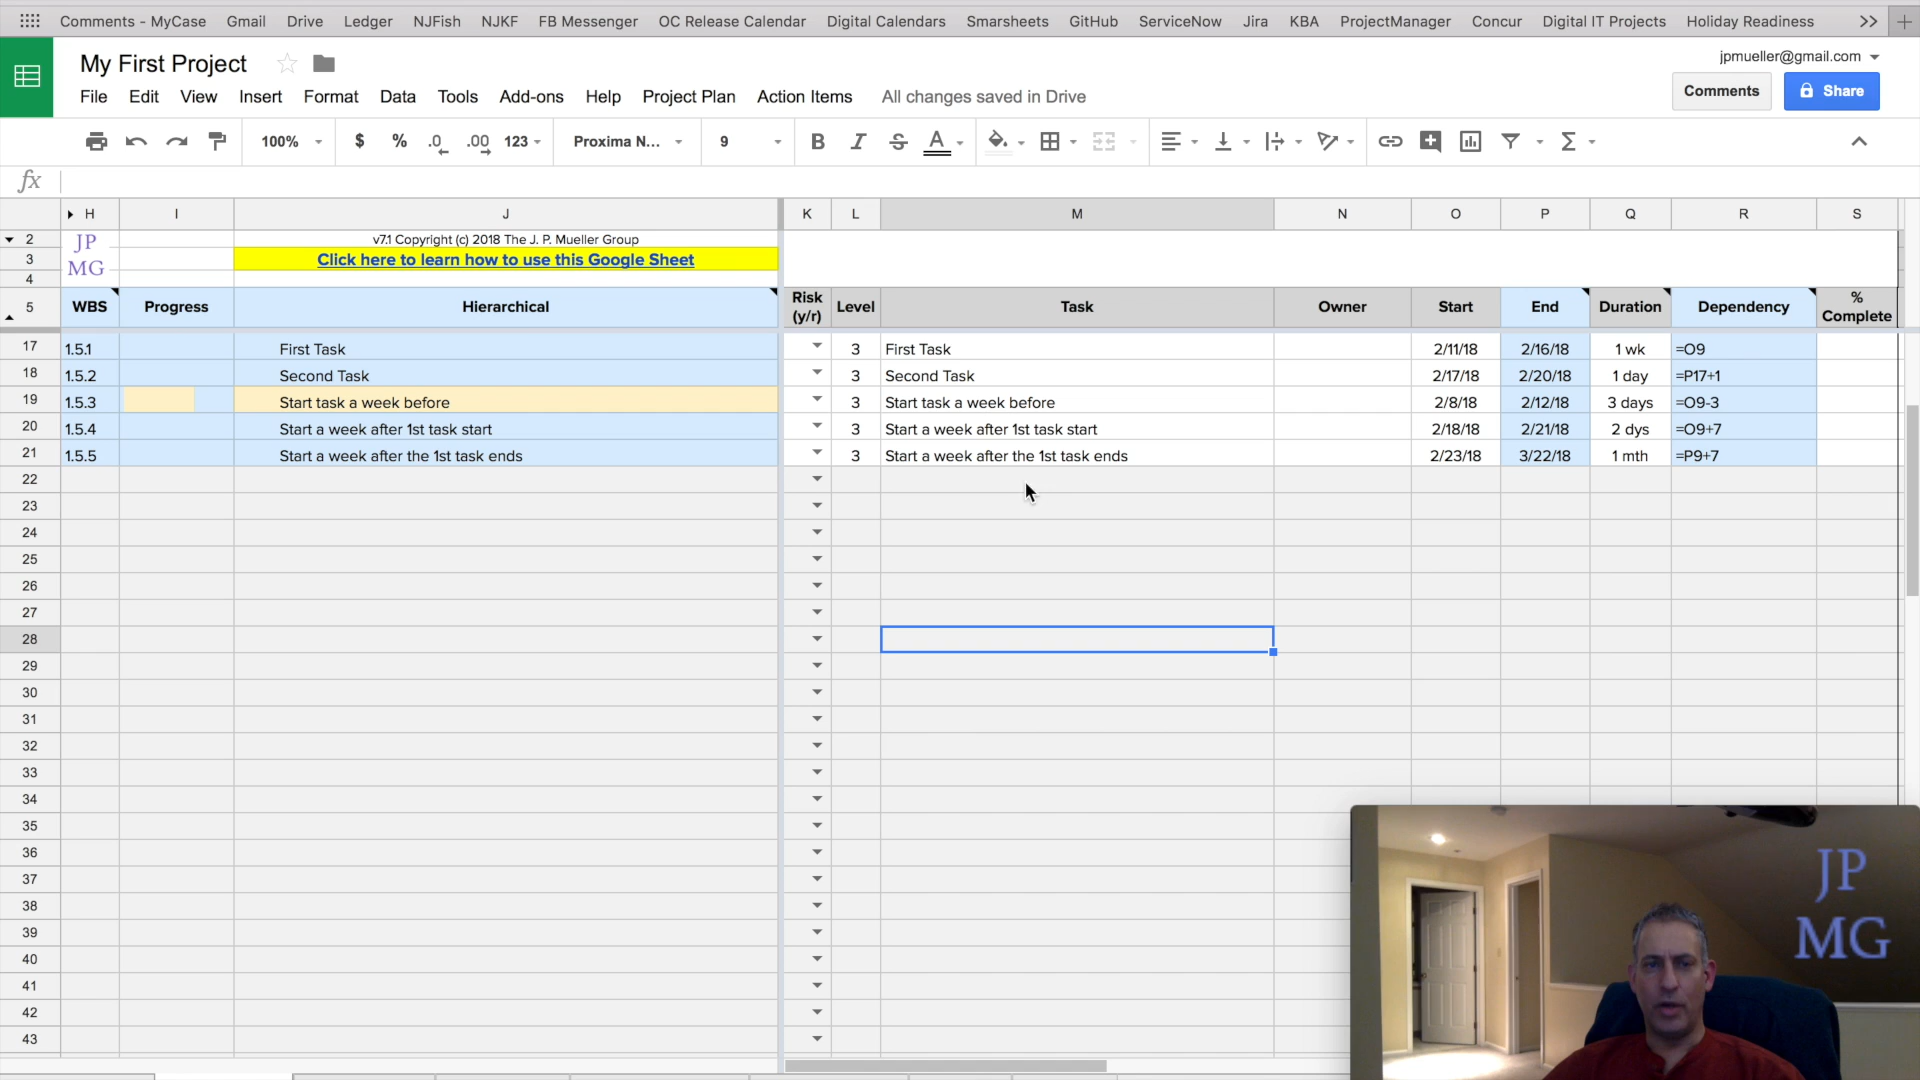 Comments - MyCase Gmail Drive Ledger NJFish NJKF FB Messenger OC Release Calendar Digital Calendars Smarsheets GitHub ServiceNow Jira KBA ProjectManager Concur Digital IT Projects Holiday Readiness >> +
My First Project
jpmueller@gmail.com
File Edit View Insert Format Data Tools Add-ons Help Project Plan Action Items All changes saved in Drive
Comments Share
100% $ % .0 .00 123 Proxima N... 9 B I S A Σ
fx
H I J K L M N O P Q R S
2 JP v7.1 Copyright (c) 2018 The J. P. Mueller Group
3 MG Click here to learn how to use this Google Sheet
4
5 WBS Progress Hierarchical Risk (y/r) Level Task Owner Start End Duration Dependency % Complete
17 1.5.1 First Task 3 First Task 2/11/18 2/16/18 1 wk =O9
18 1.5.2 Second Task 3 Second Task 2/17/18 2/20/18 1 day =P17+1
19 1.5.3 Start task a week before 3 Start task a week before 2/8/18 2/12/18 3 days =O9-3
20 1.5.4 Start a week after 1st task start 3 Start a week after 1st task start 2/18/18 2/21/18 2 dys =O9+7
21 1.5.5 Start a week after the 1st task ends 3 Start a week after the 1st task ends 2/23/18 3/22/18 1 mth =P9+7
22
23
24
25
26
27
28
29
30
31
32
33
34
35
36
37
38
39
40
41
42
43
JP
MG